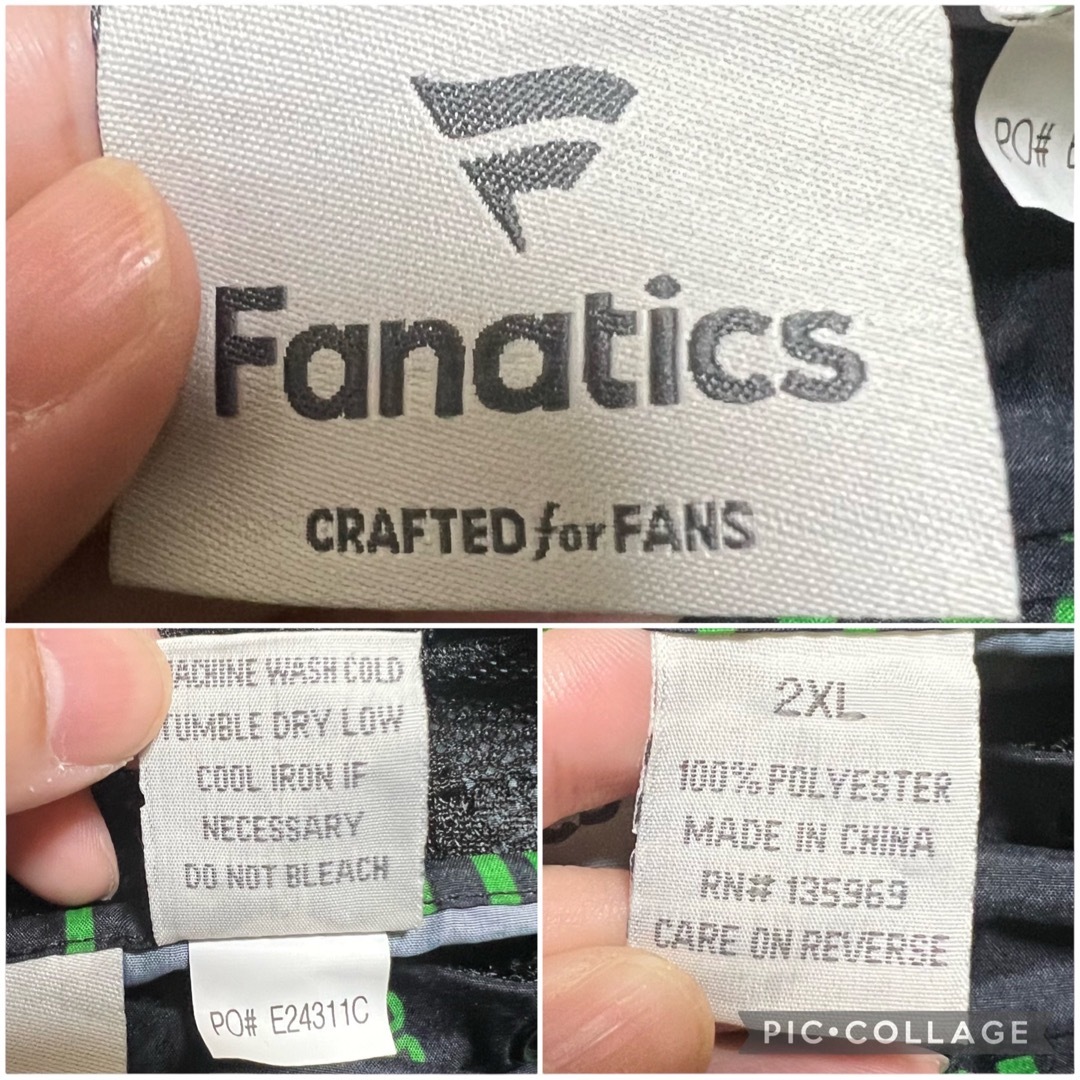 Fanatics
CRAFTED for FANS
PO#
ACHINE WASH COLD
TUMBLE DRY LOW
COOL IRON IF
NECESSARY
DO NOT BLEACH
PO# E24311C
2XL
100% POLYESTER
MADE IN CHINA
RN# 135969
CARE ON REVERSE
PIC•COLLAGE